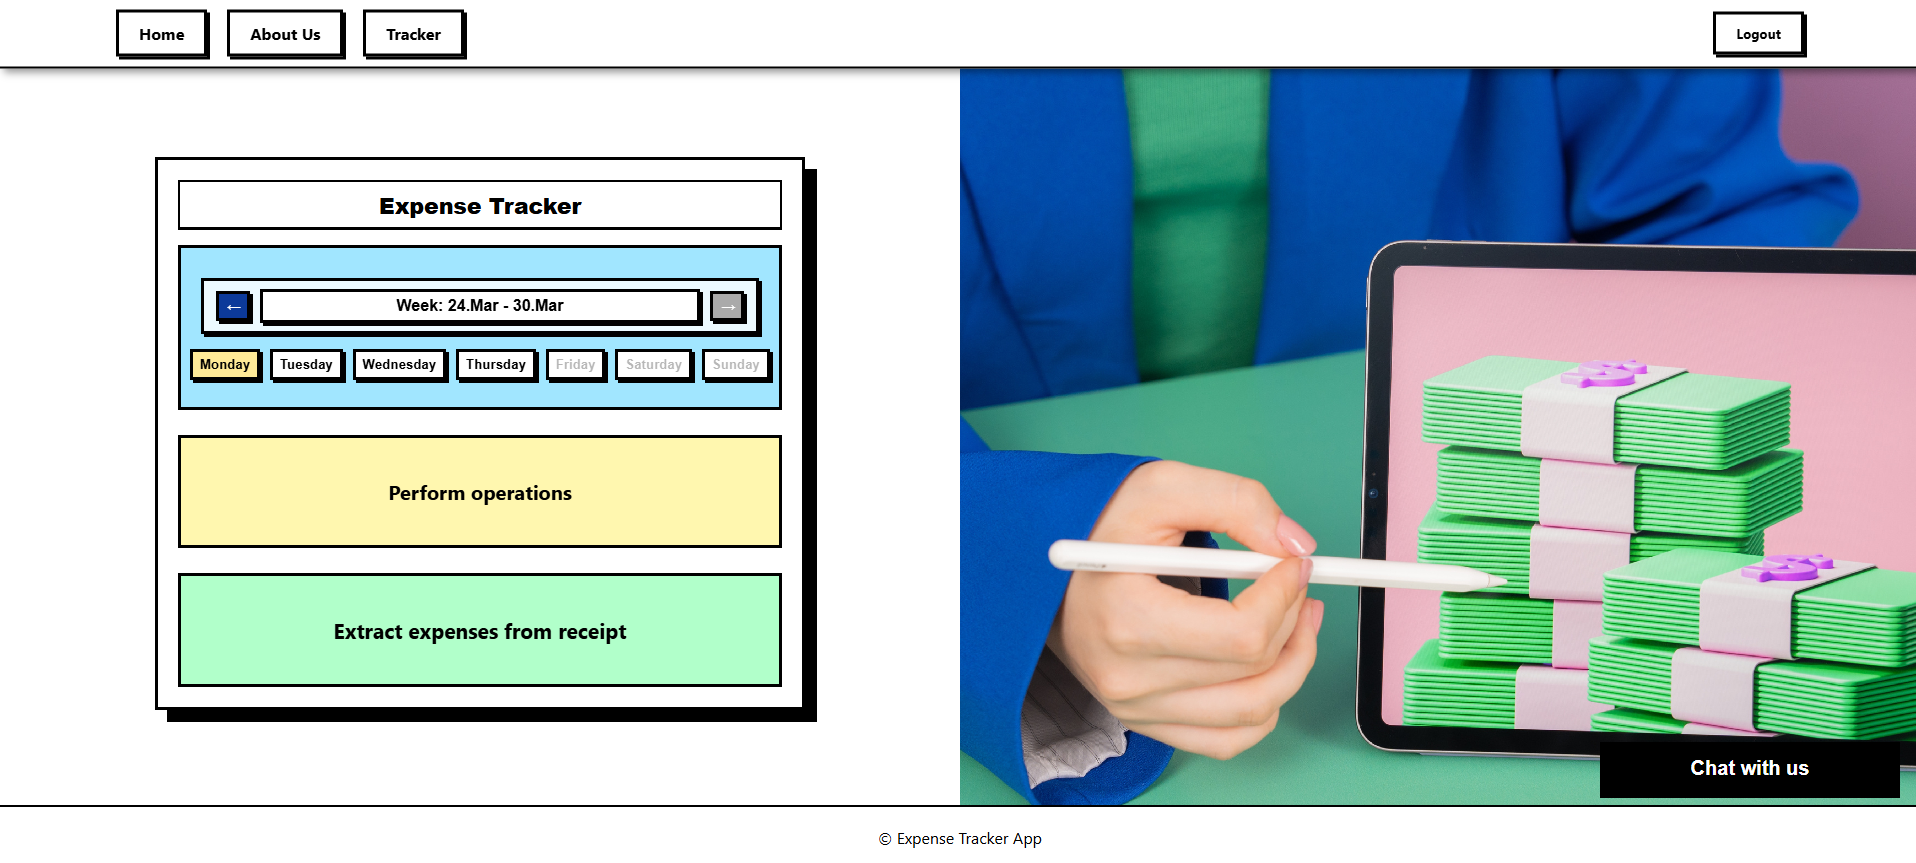 Home About Us Tracker Logout
Expense Tracker
← Week: 24.Mar - 30.Mar →
Monday Tuesday Wednesday Thursday Friday Saturday Sunday
Perform operations
Extract expenses from receipt
Chat with us
© Expense Tracker App